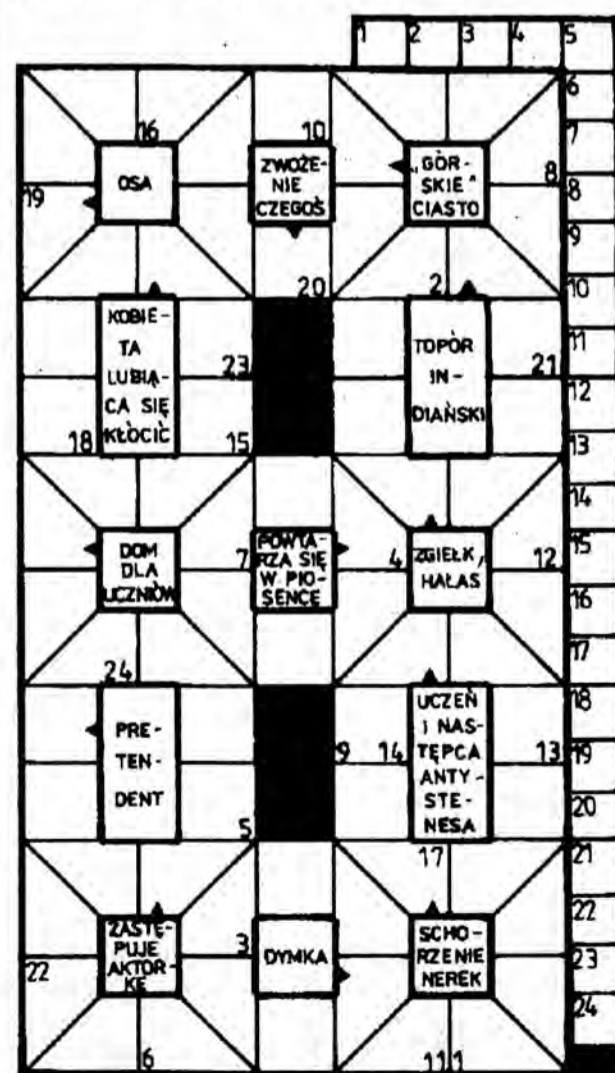 1 2 3 4 5
6
7
8
9
10
11
12
13
14
15
16
17
18
19
20
21
22
23
24
16 10
OSA
ZWOŻE-
NIE
CZEGOŚ
„GÓR-
SKIE"
CIASTO
8
19
20 2
KOBIE-
TA
LUBIĄ-
CA SIĘ
KŁÓCIĆ
TOPÓR
IN-
DIAŃSKI
23 21
18 15
DOM
DLA
UCZNIÓW
POWTA-
RZA SIĘ
W PIO-
SENCE
ZGIEŁK,
HAŁAS
7 4 12
24
PRE-
TEN-
DENT
UCZEŃ
I NAS-
TĘPCA
ANTY-
STE-
NESA
9 14 13
5 17
ZASTĘ-
PUJE
AKTOR-
KĘ
DYMKA
SCHO-
RZENIE
NEREK
22 3
6 11 1